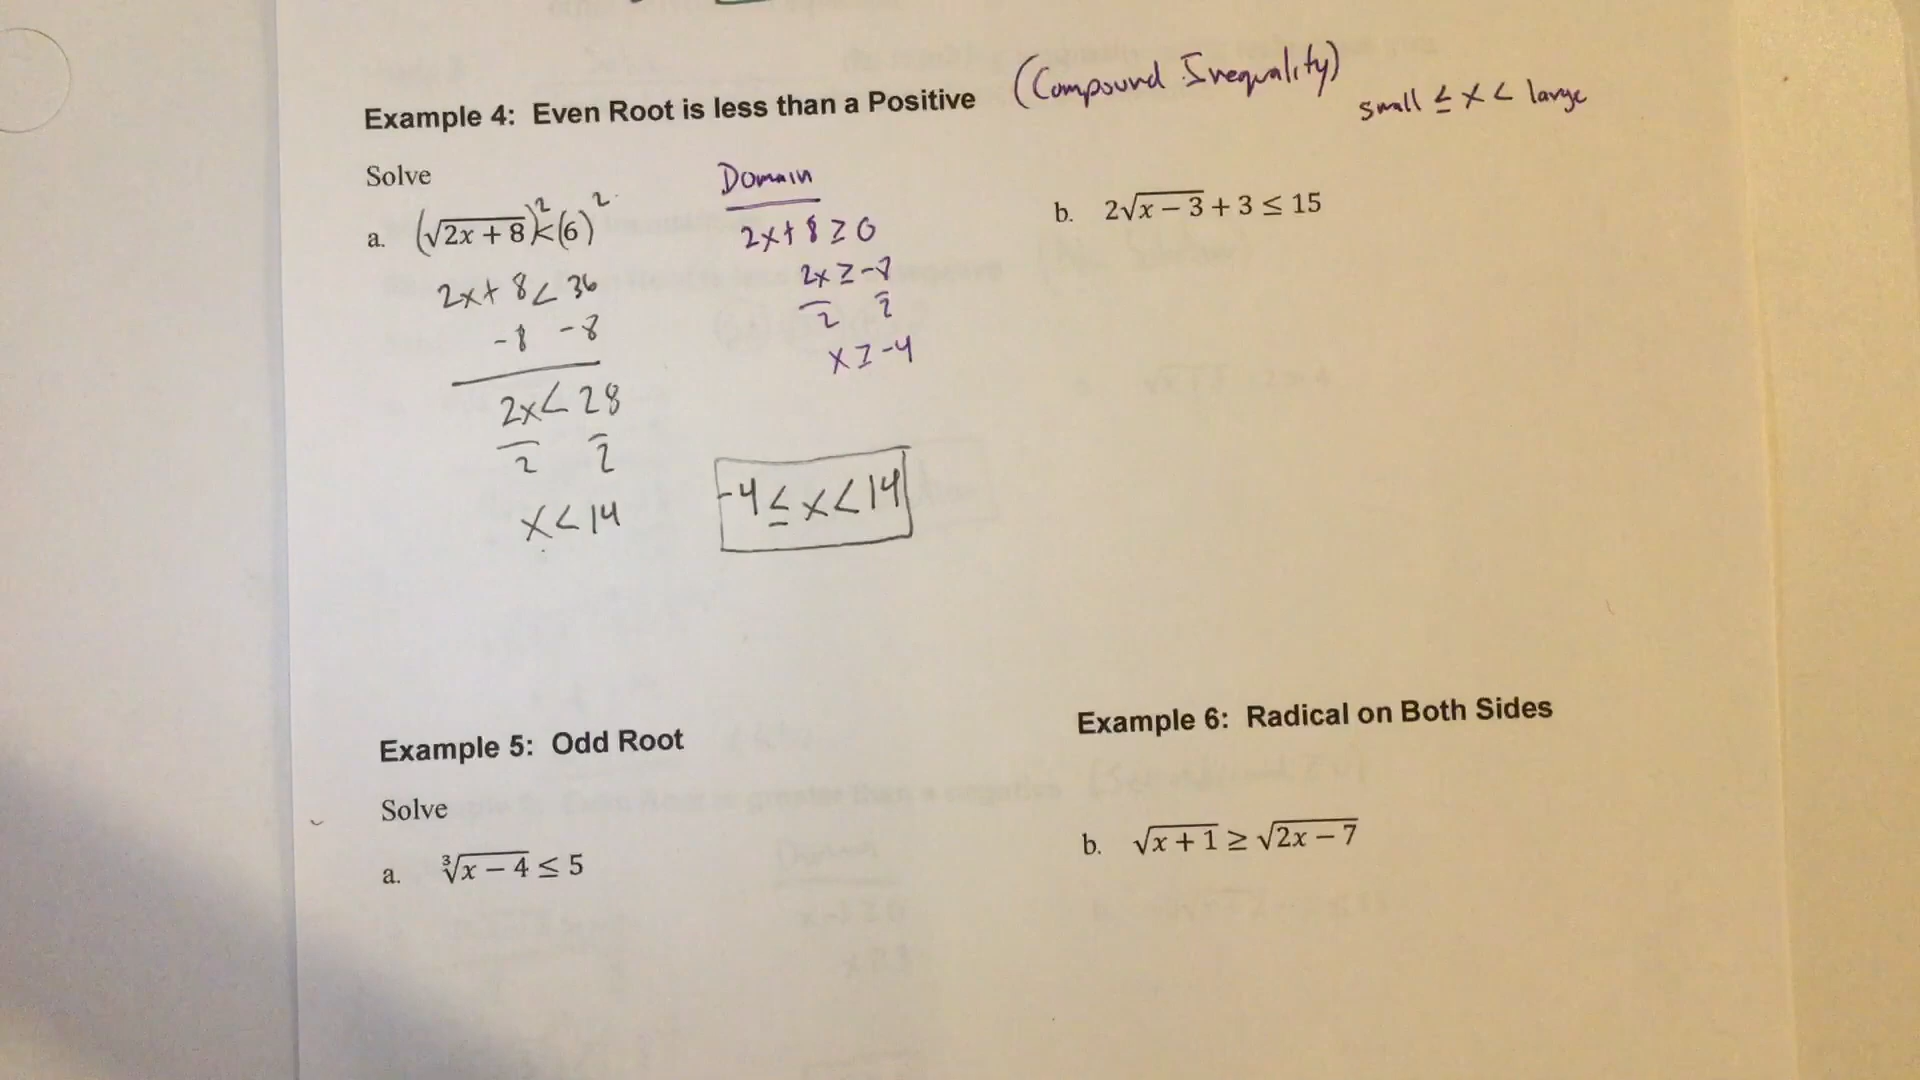 Example 4: Even Root is less than a Positive (Compound Inequality) small ≤ x < large
Solve
a. (√2x + 8)² < (6)²
2x + 8 < 36
-8 -8
2x < 28
2 2
x < 14
Domain
2x + 8 ≥ 0
2x ≥ -8
2 2
x ≥ -4
-4 ≤ x < 14
b. 2√x − 3 + 3 ≤ 15
Example 5: Odd Root
Solve
a. ∛x − 4 ≤ 5
Example 6: Radical on Both Sides
b. √x + 1 ≥ √2x − 7